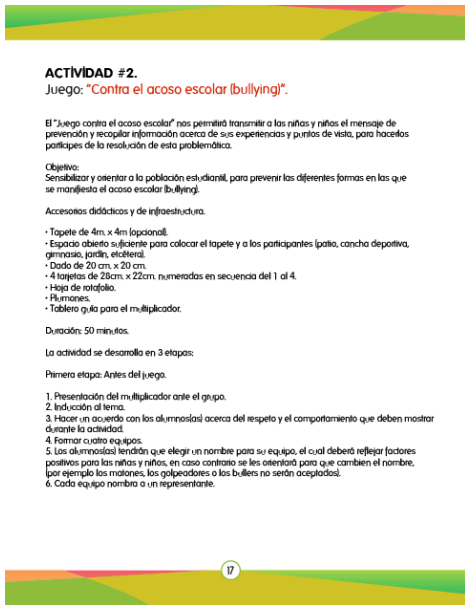 ACTIVIDAD #2.
Juego: "Contra el acoso escolar (bullying)".
El "Juego contra el acoso escolar" nos permitirá transmitir a las niñas y niños el mensaje de
prevención y recopilar información acerca de sus experiencias y puntos de vista, para hacerlos
partícipes de la resolución de esta problemática.
Objetivo:
Sensibilizar y orientar a la población estudiantil, para prevenir las diferentes formas en las que
se manifiesta el acoso escolar (bullying).
Accesorios didácticos y de infraestructura.
• Tapete de 4m. x 4m (opcional).
• Espacio abierto suficiente para colocar el tapete y a los participantes (patio, cancha deportiva,
gimnasio, jardín, etcétera).
• Dado de 20 cm. x 20 cm.
• 4 tarjetas de 28cm. x 22cm. numeradas en secuencia del 1 al 4.
• Hoja de rotafolio.
• Plumones.
• Tablero guía para el multiplicador.
Duración: 50 minutos.
La actividad se desarrolla en 3 etapas:
Primera etapa: Antes del juego.
1. Presentación del multiplicador ante el grupo.
2. Inducción al tema.
3. Hacer un acuerdo con los alumnos(as) acerca del respeto y el comportamiento que deben mostrar
durante la actividad.
4. Formar cuatro equipos.
5. Los alumnos(as) tendrán que elegir un nombre para su equipo, el cual deberá reflejar factores
positivos para las niñas y niños, en caso contrario se les orientará para que cambien el nombre,
(por ejemplo los matones, los golpeadores o los bullers no serán aceptados).
6. Cada equipo nombra a un representante.
17